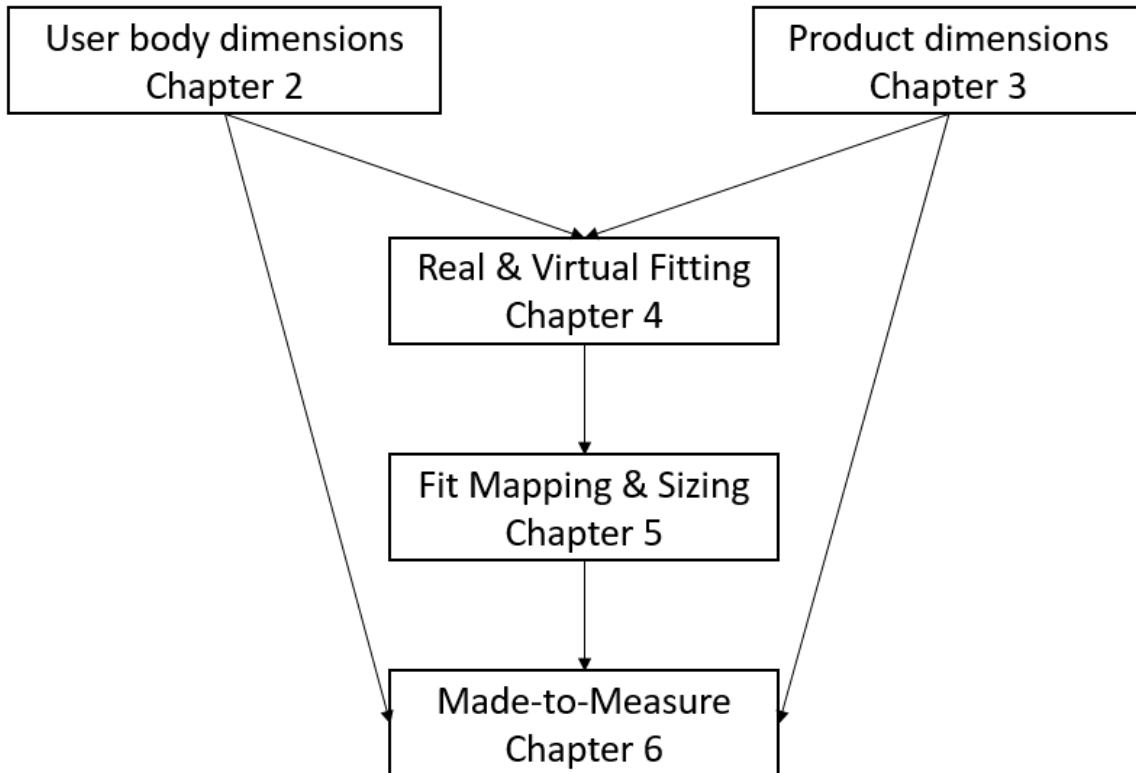 User body dimensions
Chapter 2
Product dimensions
Chapter 3
Real & Virtual Fitting
Chapter 4
Fit Mapping & Sizing
Chapter 5
Made-to-Measure
Chapter 6